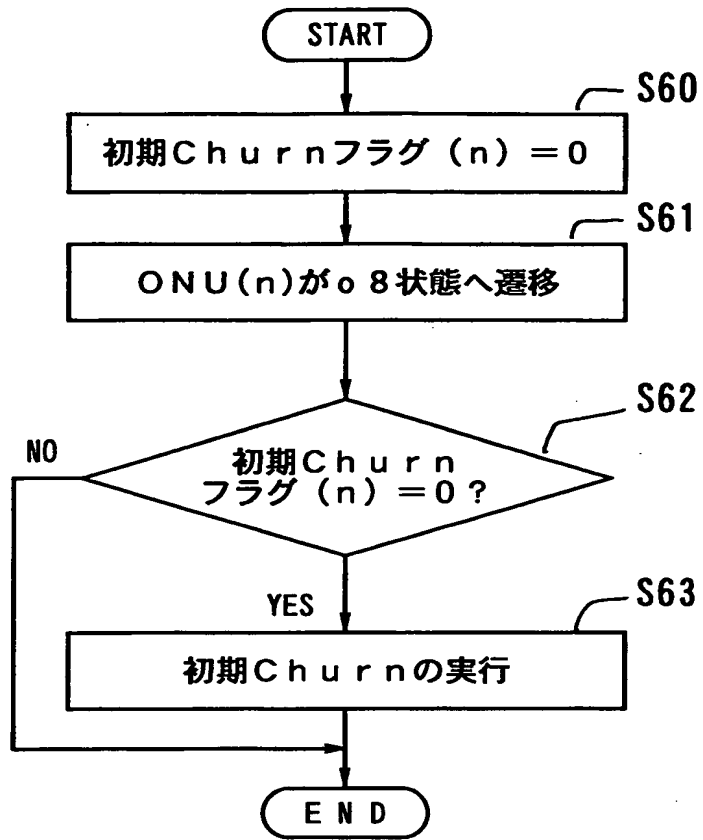 START
S60
初期Churnフラグ (n) =0
S61
ONU(n)がo8状態へ遷移
S62
NO
初期Churn
フラグ (n) =0?
YES
S63
初期Churnの実行
END